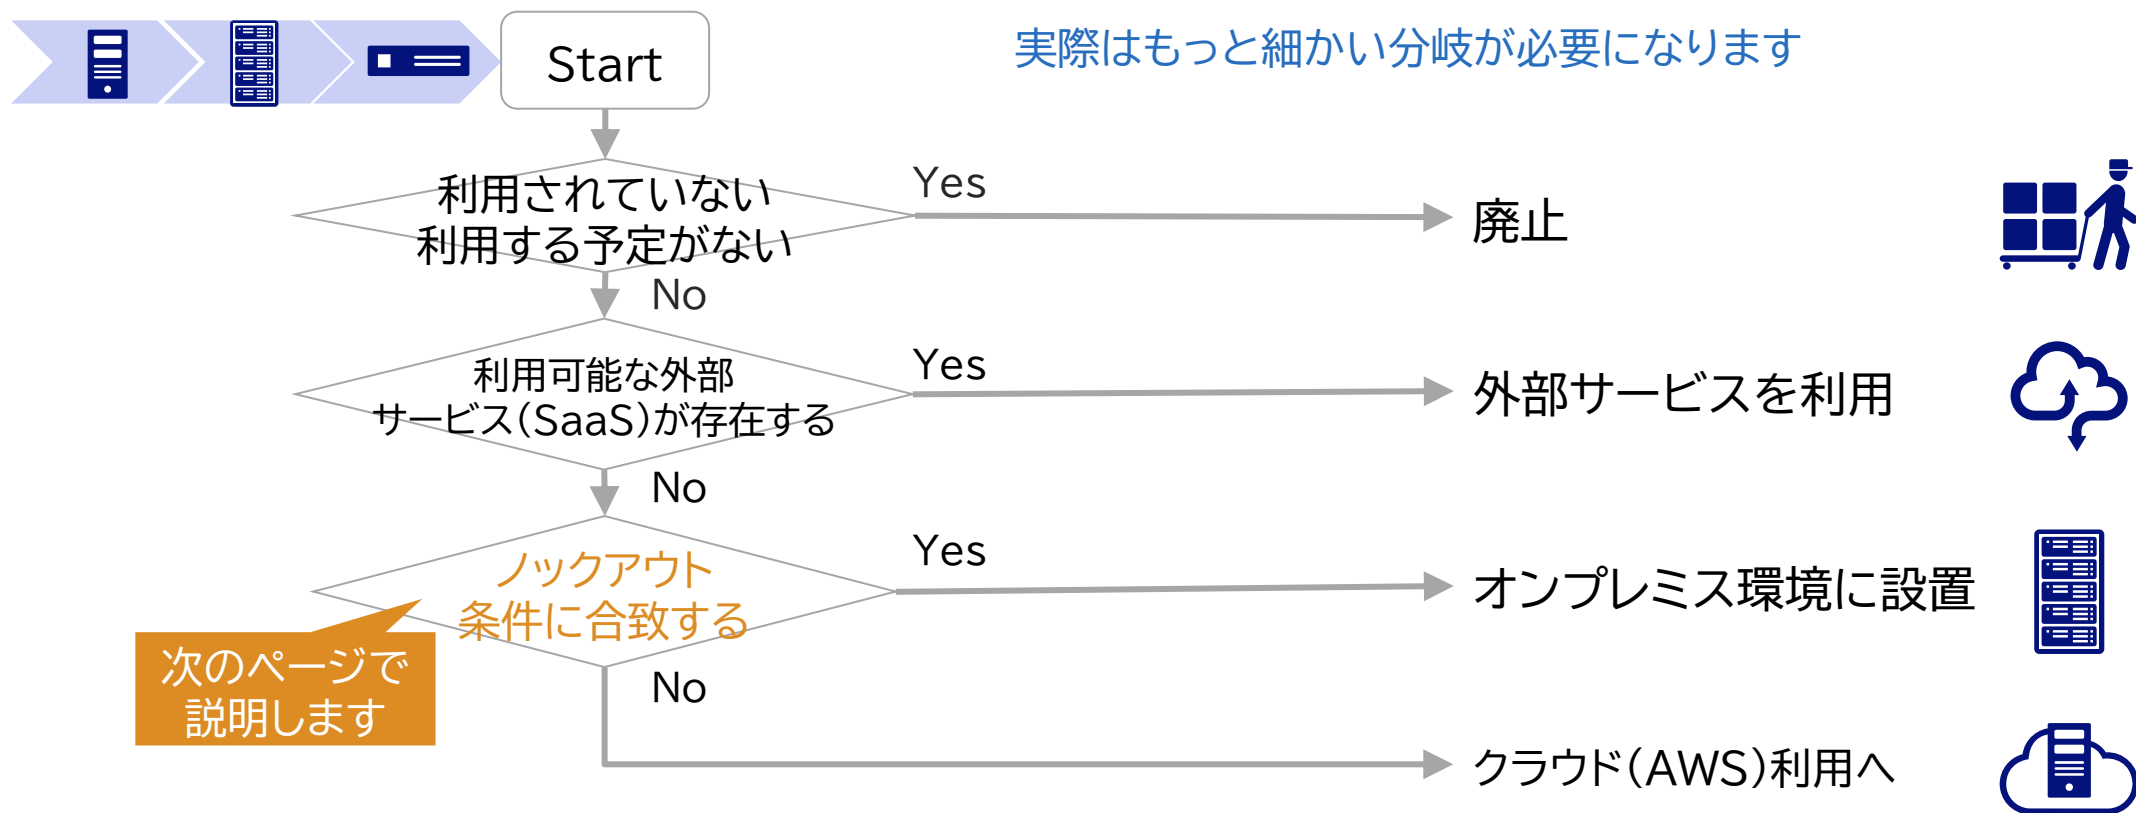 Start
実際はもっと細かい分岐が必要になります
利用されていない
利用する予定がない
Yes
廃止
No
利用可能な外部
サービス(SaaS)が存在する
Yes
外部サービスを利用
No
ノックアウト
条件に合致する
Yes
オンプレミス環境に設置
次のページで
説明します
No
クラウド(AWS)利用へ